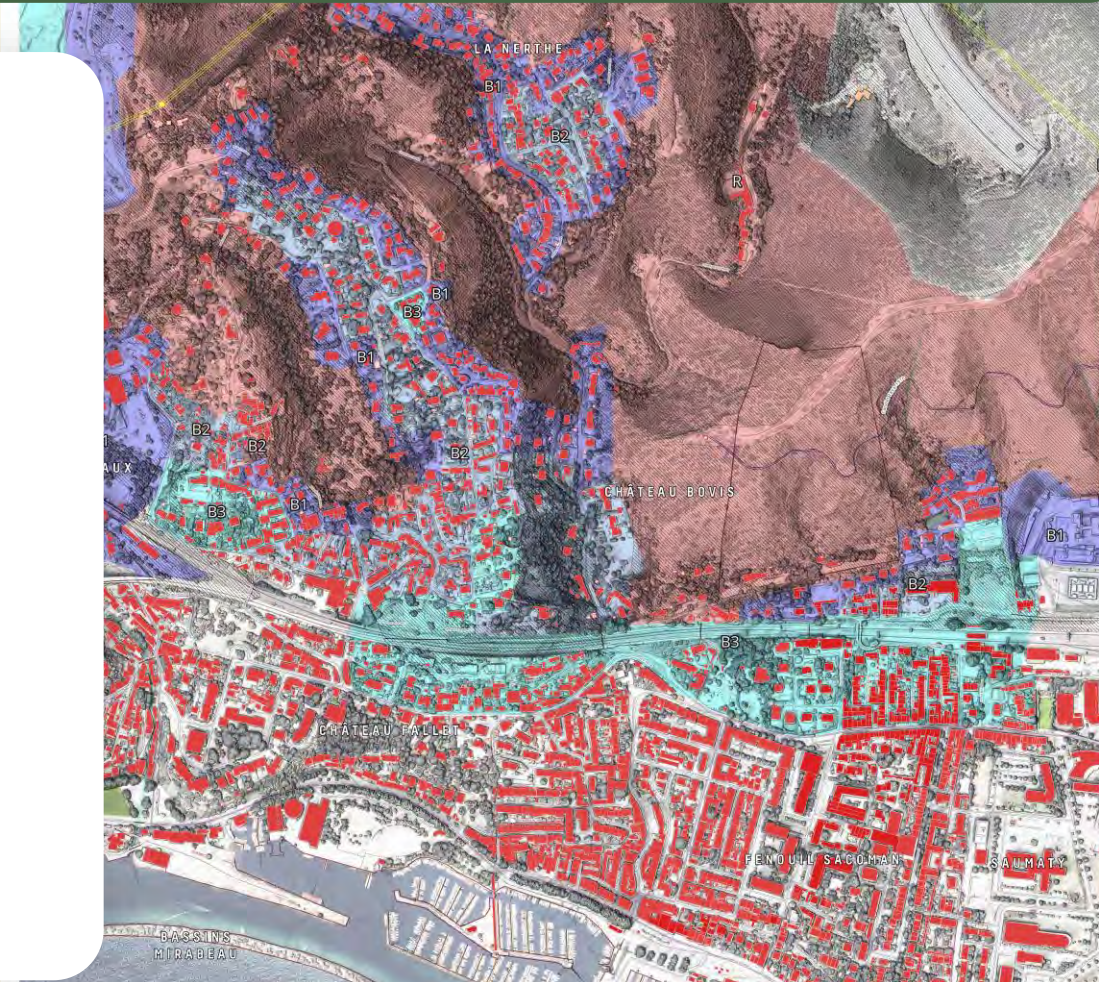 LA NERTHE
B1
B2
R
B1
B3
B1
B2
B2
B2
AUX
CHÂTEAU BOVIS
B3
B1
B1
B2
B3
CHÂTEAU FALLET
FENOUIL SACOMAN
SAUMATY
BASSINS
MIRABEAU